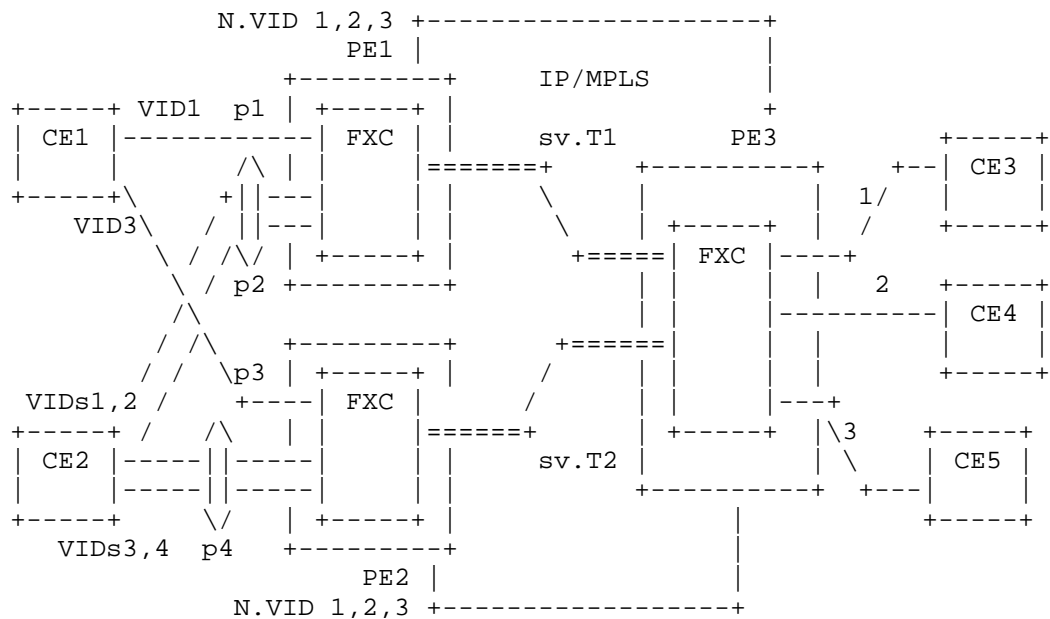 N.VID 1,2,3
PE1
IP/MPLS
VID1 p1
CE1 FXC sv.T1 PE3 CE3
1
VID3
FXC
p2 2
CE4
p3
VIDs1,2 FXC
3
CE2 sv.T2 CE5
VIDs3,4 p4
PE2
N.VID 1,2,3